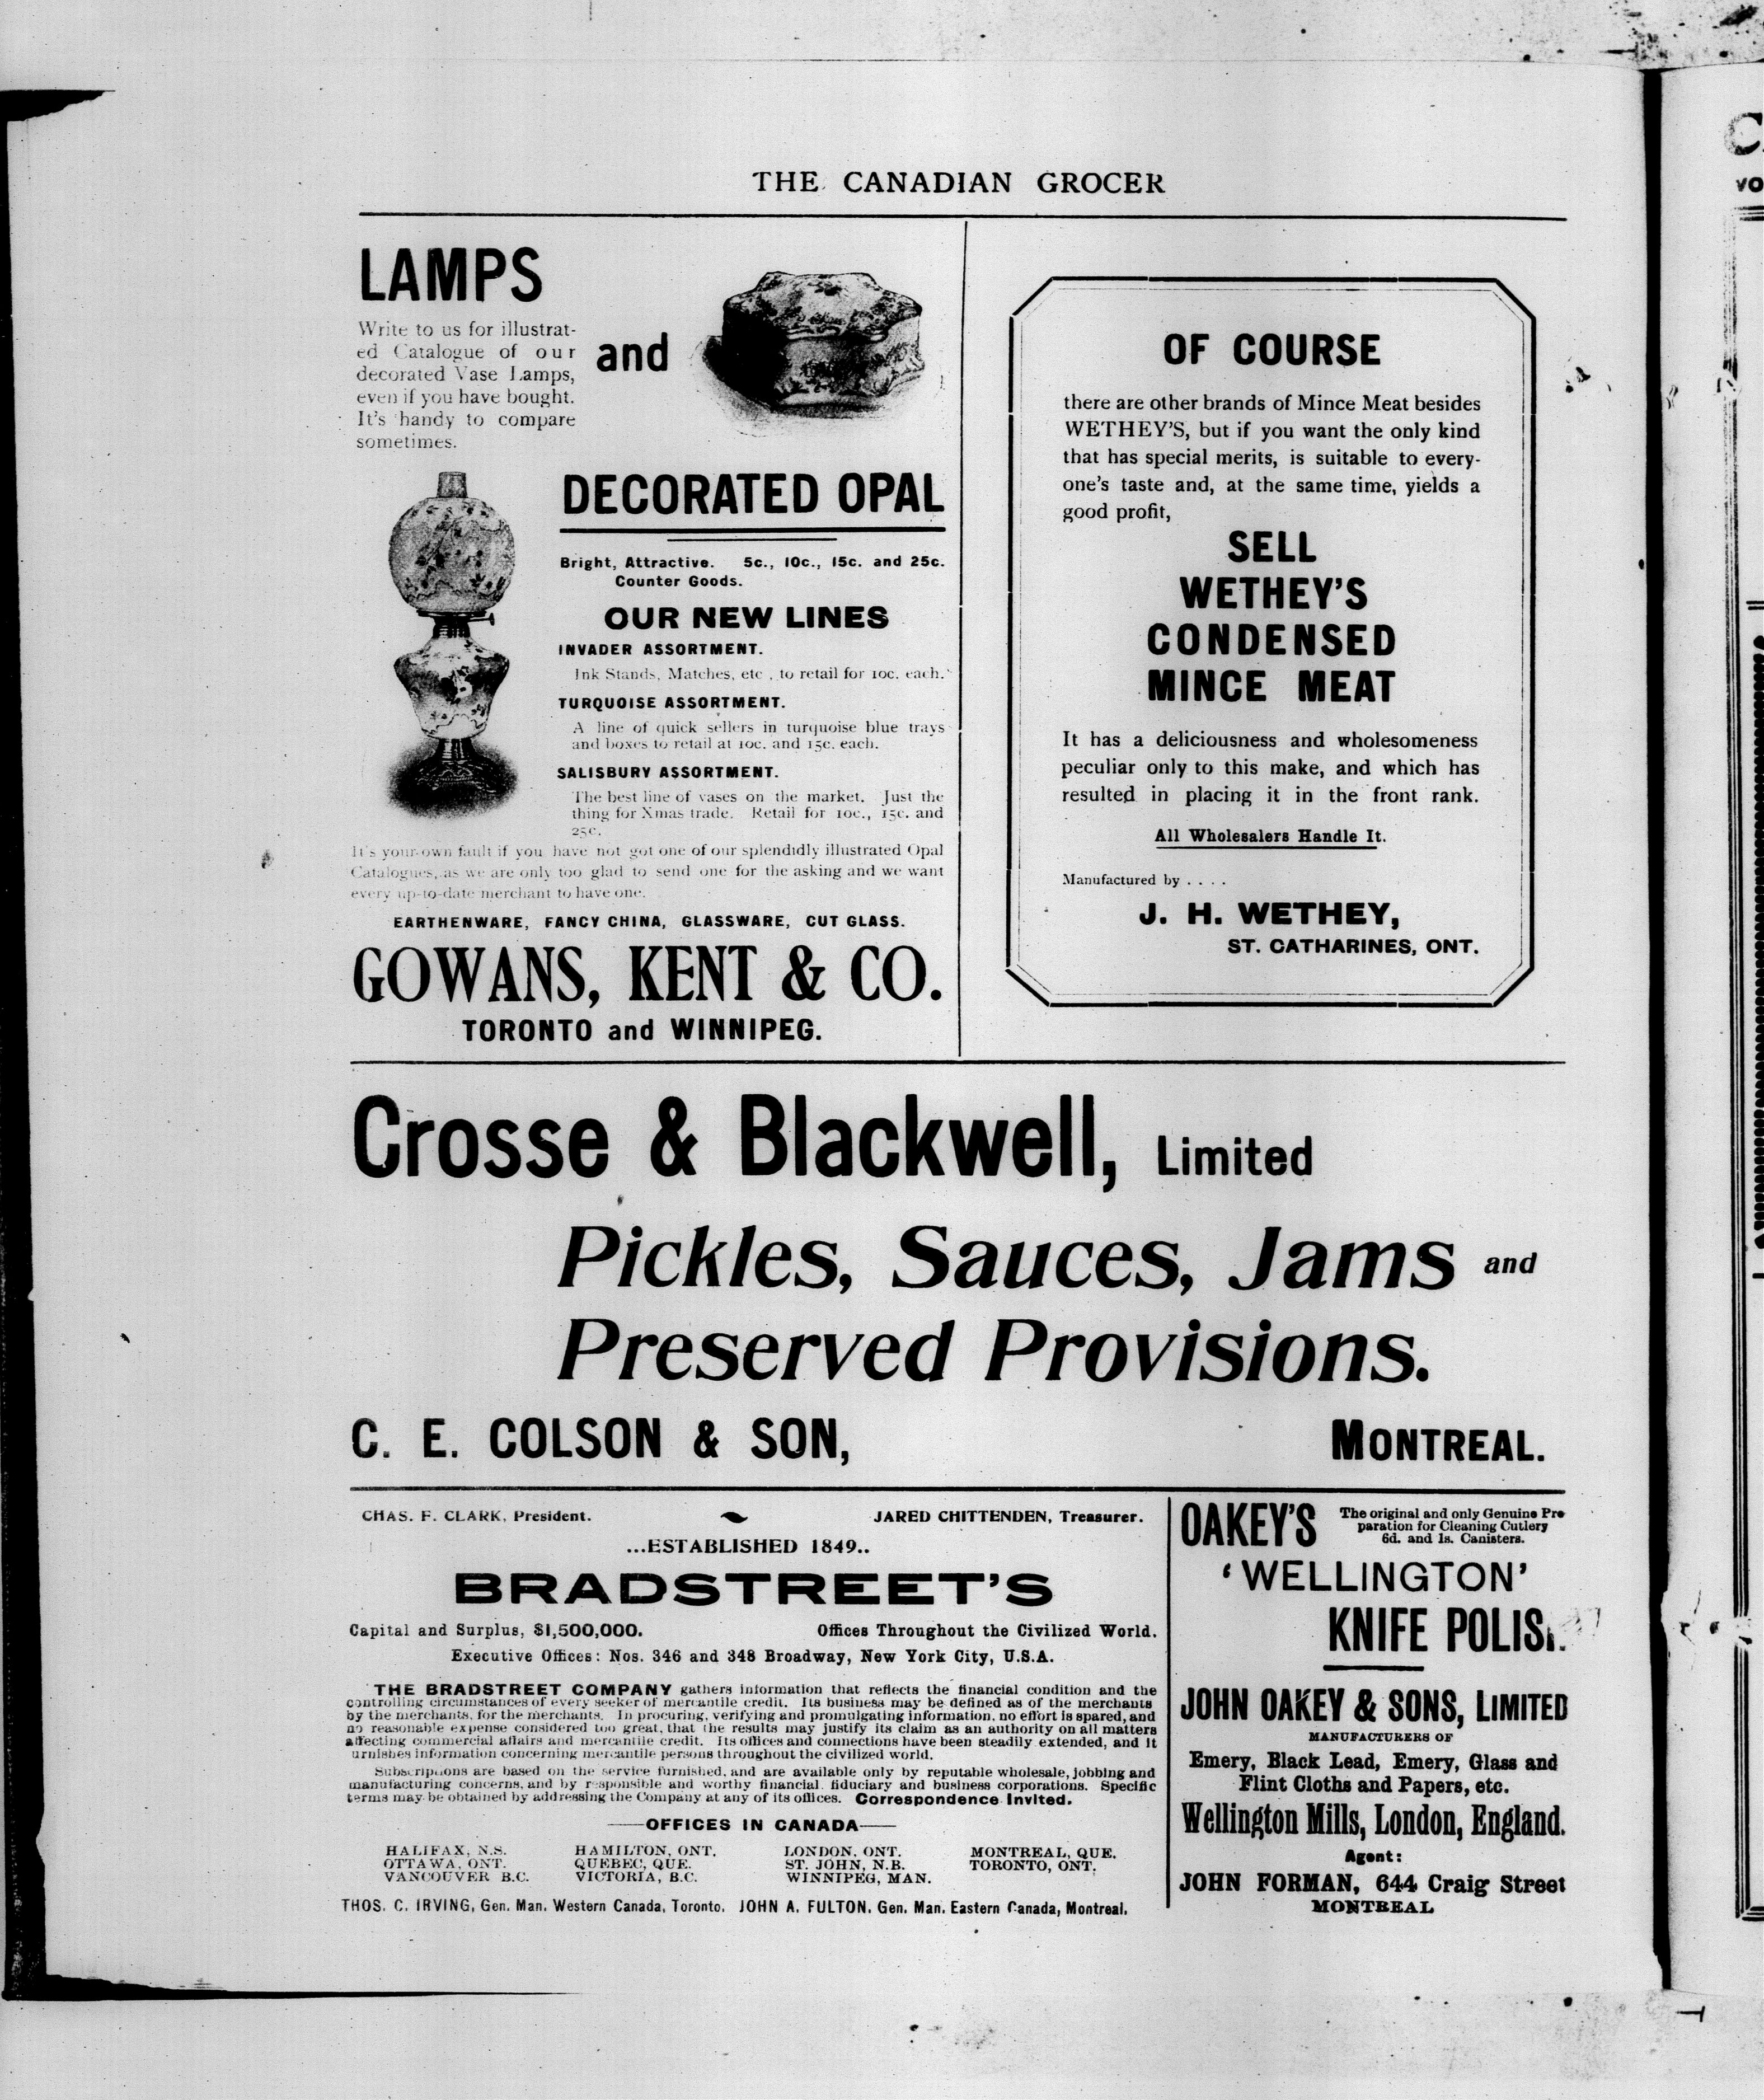 THE CANADIAN GROCER
LAMPS
Write to us for illustrat-
ed Catalogue of our
decorated Vase Lamps,
even if you have bought.
It's handy to compare
sometimes.
and
DECORATED OPAL
Bright, Attractive. 5c., 10c., 15c. and 25c.
Counter Goods.
OUR NEW LINES
INVADER ASSORTMENT.
Ink Stands, Matches, etc , to retail for 10c. each.
TURQUOISE ASSORTMENT.
A line of quick sellers in turquoise blue trays
and boxes to retail at 10c. and 15c. each.
SALISBURY ASSORTMENT.
The best line of vases on the market. Just the
thing for Xmas trade. Retail for 10c., 15c. and
25c.
It's your own fault if you have not got one of our splendidly illustrated Opal
Catalogues, as we are only too glad to send one for the asking and we want
every up-to-date merchant to have one.
EARTHENWARE, FANCY CHINA, GLASSWARE, CUT GLASS.
GOWANS, KENT & CO.
TORONTO and WINNIPEG.
OF COURSE
there are other brands of Mince Meat besides
WETHEY'S, but if you want the only kind
that has special merits, is suitable to every-
one's taste and, at the same time, yields a
good profit,
SELL
WETHEY'S
CONDENSED
MINCE MEAT
It has a deliciousness and wholesomeness
peculiar only to this make, and which has
resulted in placing it in the front rank.
All Wholesalers Handle It.
Manufactured by . . . .
J. H. WETHEY,
ST. CATHARINES, ONT.
Crosse & Blackwell, Limited
Pickles, Sauces, Jams and
Preserved Provisions.
C. E. COLSON & SON, MONTREAL.
CHAS. F. CLARK, President. JARED CHITTENDEN, Treasurer.
...ESTABLISHED 1849..
BRADSTREET'S
Capital and Surplus, $1,500,000. Offices Throughout the Civilized World.
Executive Offices: Nos. 346 and 348 Broadway, New York City, U.S.A.
THE BRADSTREET COMPANY gathers information that reflects the financial condition and the
controlling circumstances of every seeker of mercantile credit. Its business may be defined as of the merchants
by the merchants, for the merchants. In procuring, verifying and promulgating information, no effort is spared, and
no reasonable expense considered too great, that the results may justify its claim as an authority on all matters
affecting commercial affairs and mercantile credit. Its offices and connections have been steadily extended, and it
urnishes information concerning mercantile persons throughout the civilized world.
Subscriptions are based on the service furnished, and are available only by reputable wholesale, jobbing and
manufacturing concerns, and by responsible and worthy financial, fiduciary and business corporations. Specific
terms may be obtained by addressing the Company at any of its offices. Correspondence Invited.
OFFICES IN CANADA
HALIFAX, N.S. HAMILTON, ONT. LONDON, ONT. MONTREAL, QUE.
OTTAWA, ONT. QUEBEC, QUE. ST. JOHN, N.B. TORONTO, ONT.
VANCOUVER B.C. VICTORIA, B.C. WINNIPEG, MAN.
THOS. C. IRVING, Gen. Man. Western Canada, Toronto. JOHN A. FULTON, Gen. Man. Eastern Canada, Montreal.
OAKEY'S
The original and only Genuine Pre
paration for Cleaning Cutlery
6d. and 1s. Canisters.
'WELLINGTON'
KNIFE POLIS
JOHN OAKEY & SONS, LIMITED
MANUFACTURERS OF
Emery, Black Lead, Emery, Glass and
Flint Cloths and Papers, etc.
Wellington Mills, London, England.
Agent:
JOHN FORMAN, 644 Craig Street
MONTREAL